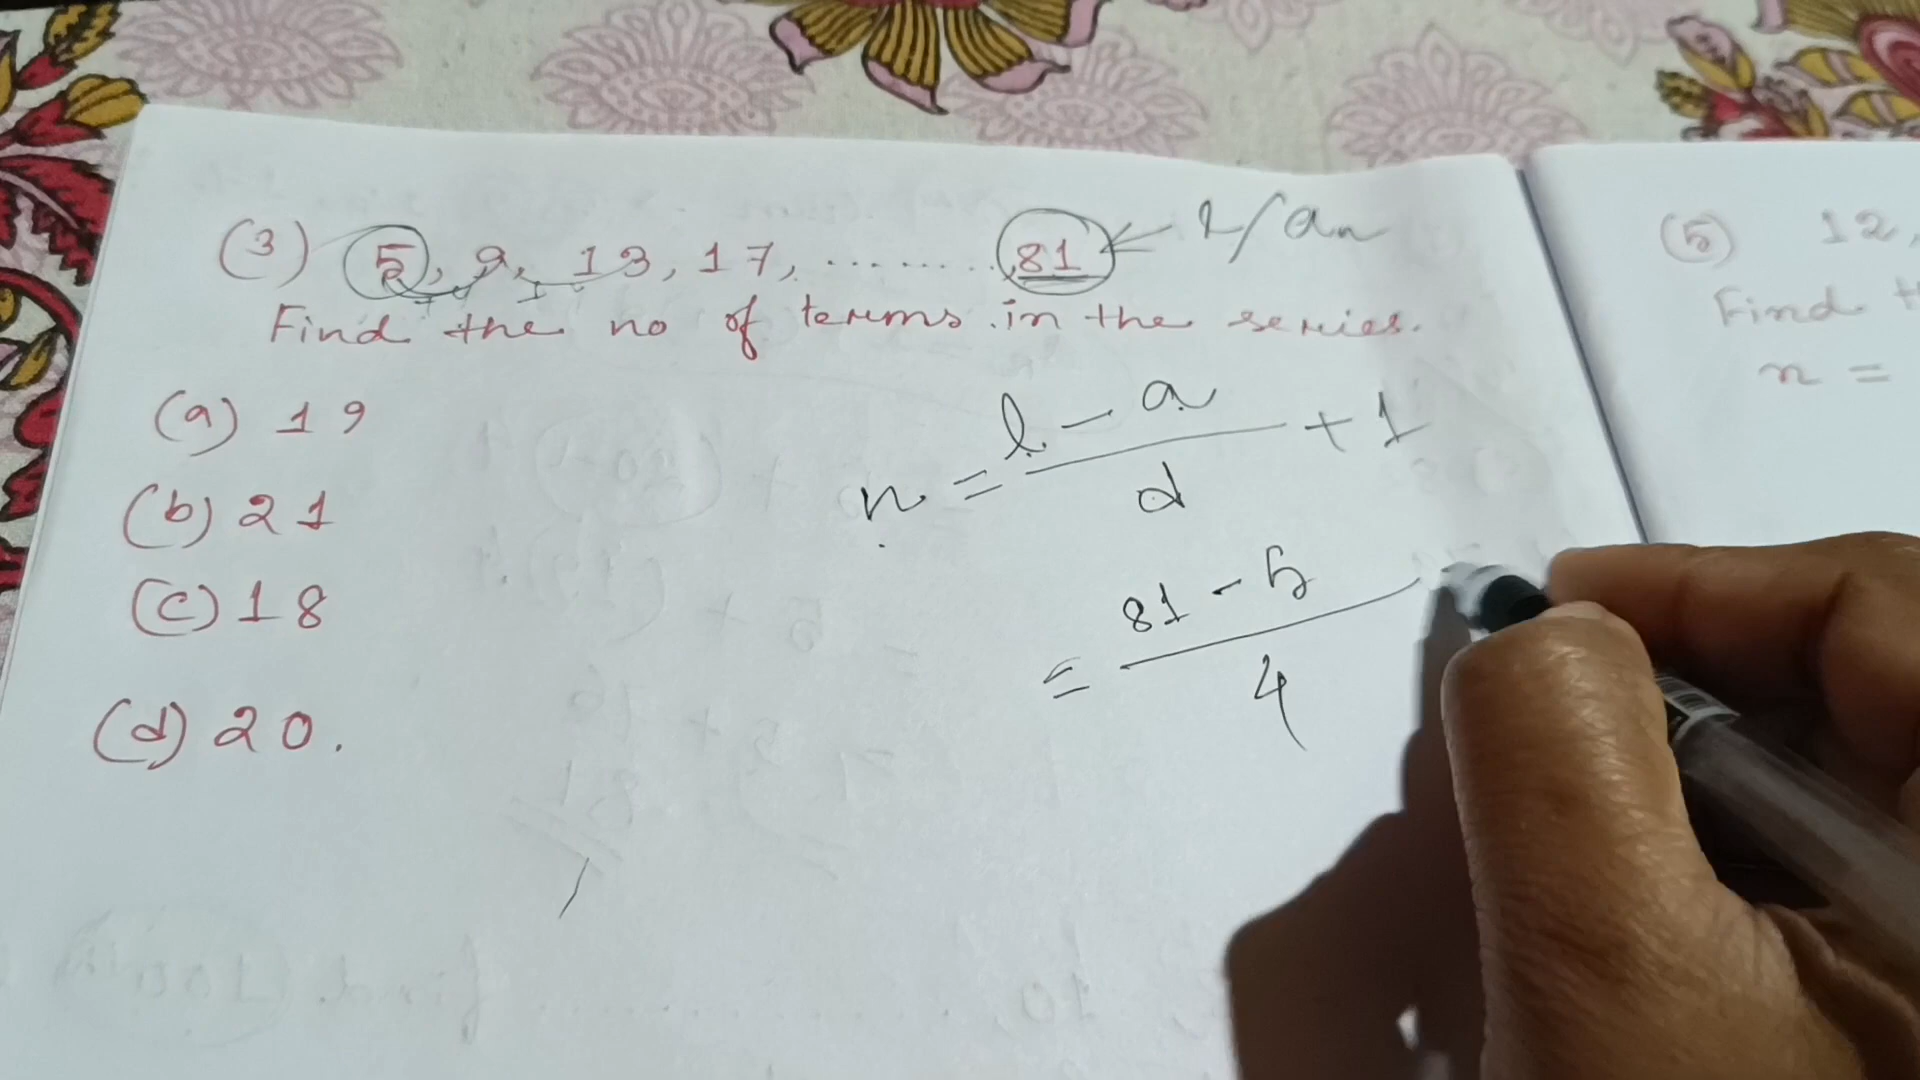 (3) 5, 9, 13, 17, ........, 81 ← l/an
Find the no of terms in the series.
(a) 19
(b) 21
(c) 18
(d) 20.
n = l - a / d + 1
= 81 - 5 / 4
(5) 12,
Find
n =